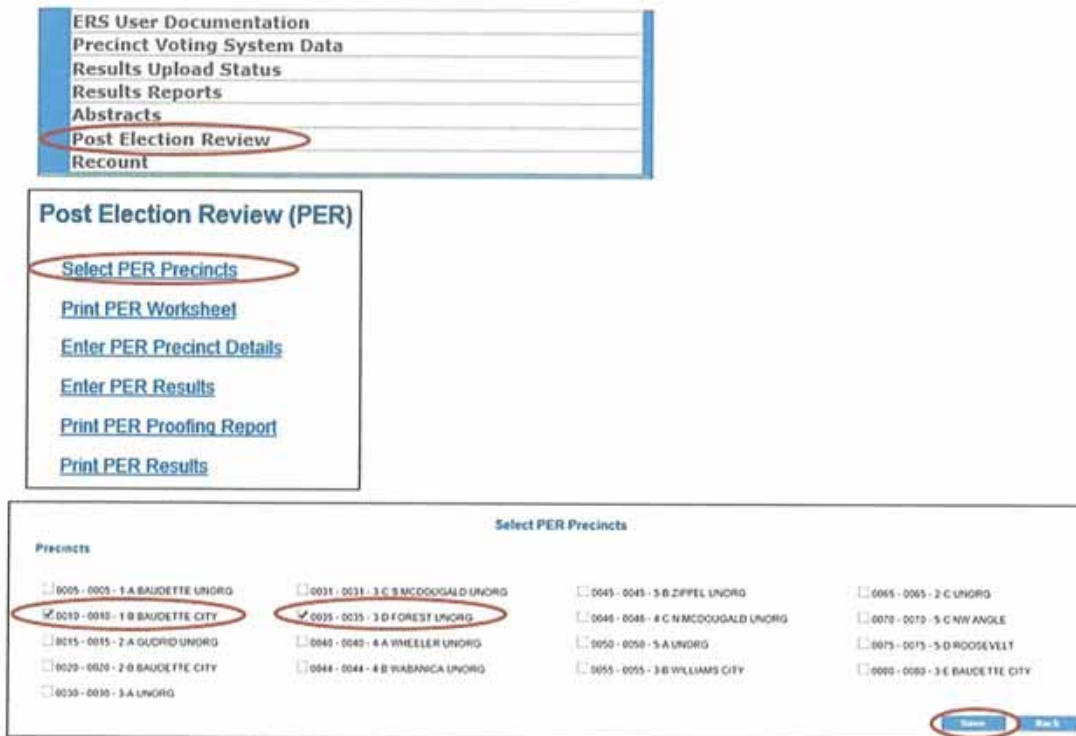 ERS User Documentation
Precinct Voting System Data
Results Upload Status
Results Reports
Abstracts
Post Election Review
Recount
Post Election Review (PER)
Select PER Precincts
Print PER Worksheet
Enter PER Precinct Details
Enter PER Results
Print PER Proofing Report
Print PER Results
Select PER Precincts
Precincts
0005 - 0005 - 1-A BAUDETTE UNORG 0031 - 0031 - 3 C S MCDOUGALD UNORG 0045 - 0045 - 5-B ZIPPEL UNORG 0065 - 0065 - 2 C UNORG
0010 - 0010 - 1 B BAUDETTE CITY 0035 - 0035 - 3 D FOREST UNORG 0046 - 0046 - 4 C N MCDOUGALD UNORG 0070 - 0070 - 5-C NW ANGLE
0015 - 0015 - 2 A GUDRID UNORG 0040 - 0040 - 4 A WHEELER UNORG 0050 - 0050 - 5-A UNORG 0075 - 0075 - 5-D ROOSEVELT
0020 - 0020 - 2-B BAUDETTE CITY 0044 - 0044 - 4 B WABANICA UNORG 0055 - 0055 - 3-B WILLIAMS CITY 0080 - 0080 - 3 E BAUDETTE CITY
0030 - 0030 - 3-A UNORG
Save Back